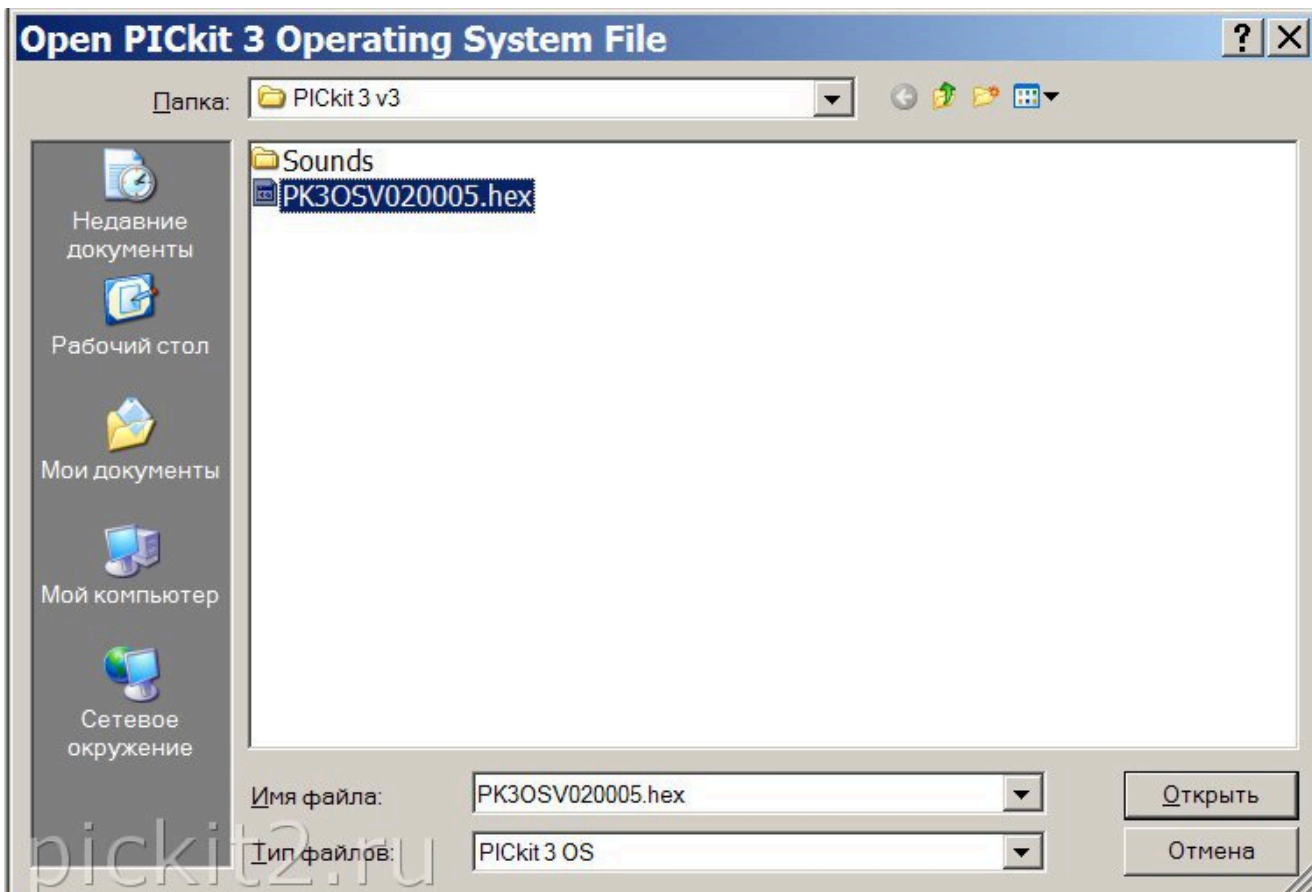 Open PICkit 3 Operating System File
Папка: PICkit 3 v3
Sounds
PK3OSV020005.hex
Недавние
документы
Рабочий стол
Мои документы
Мой компьютер
Сетевое
окружение
Имя файла: PK3OSV020005.hex Открыть
Тип файлов: PICkit 3 OS Отмена
pickit2.ru